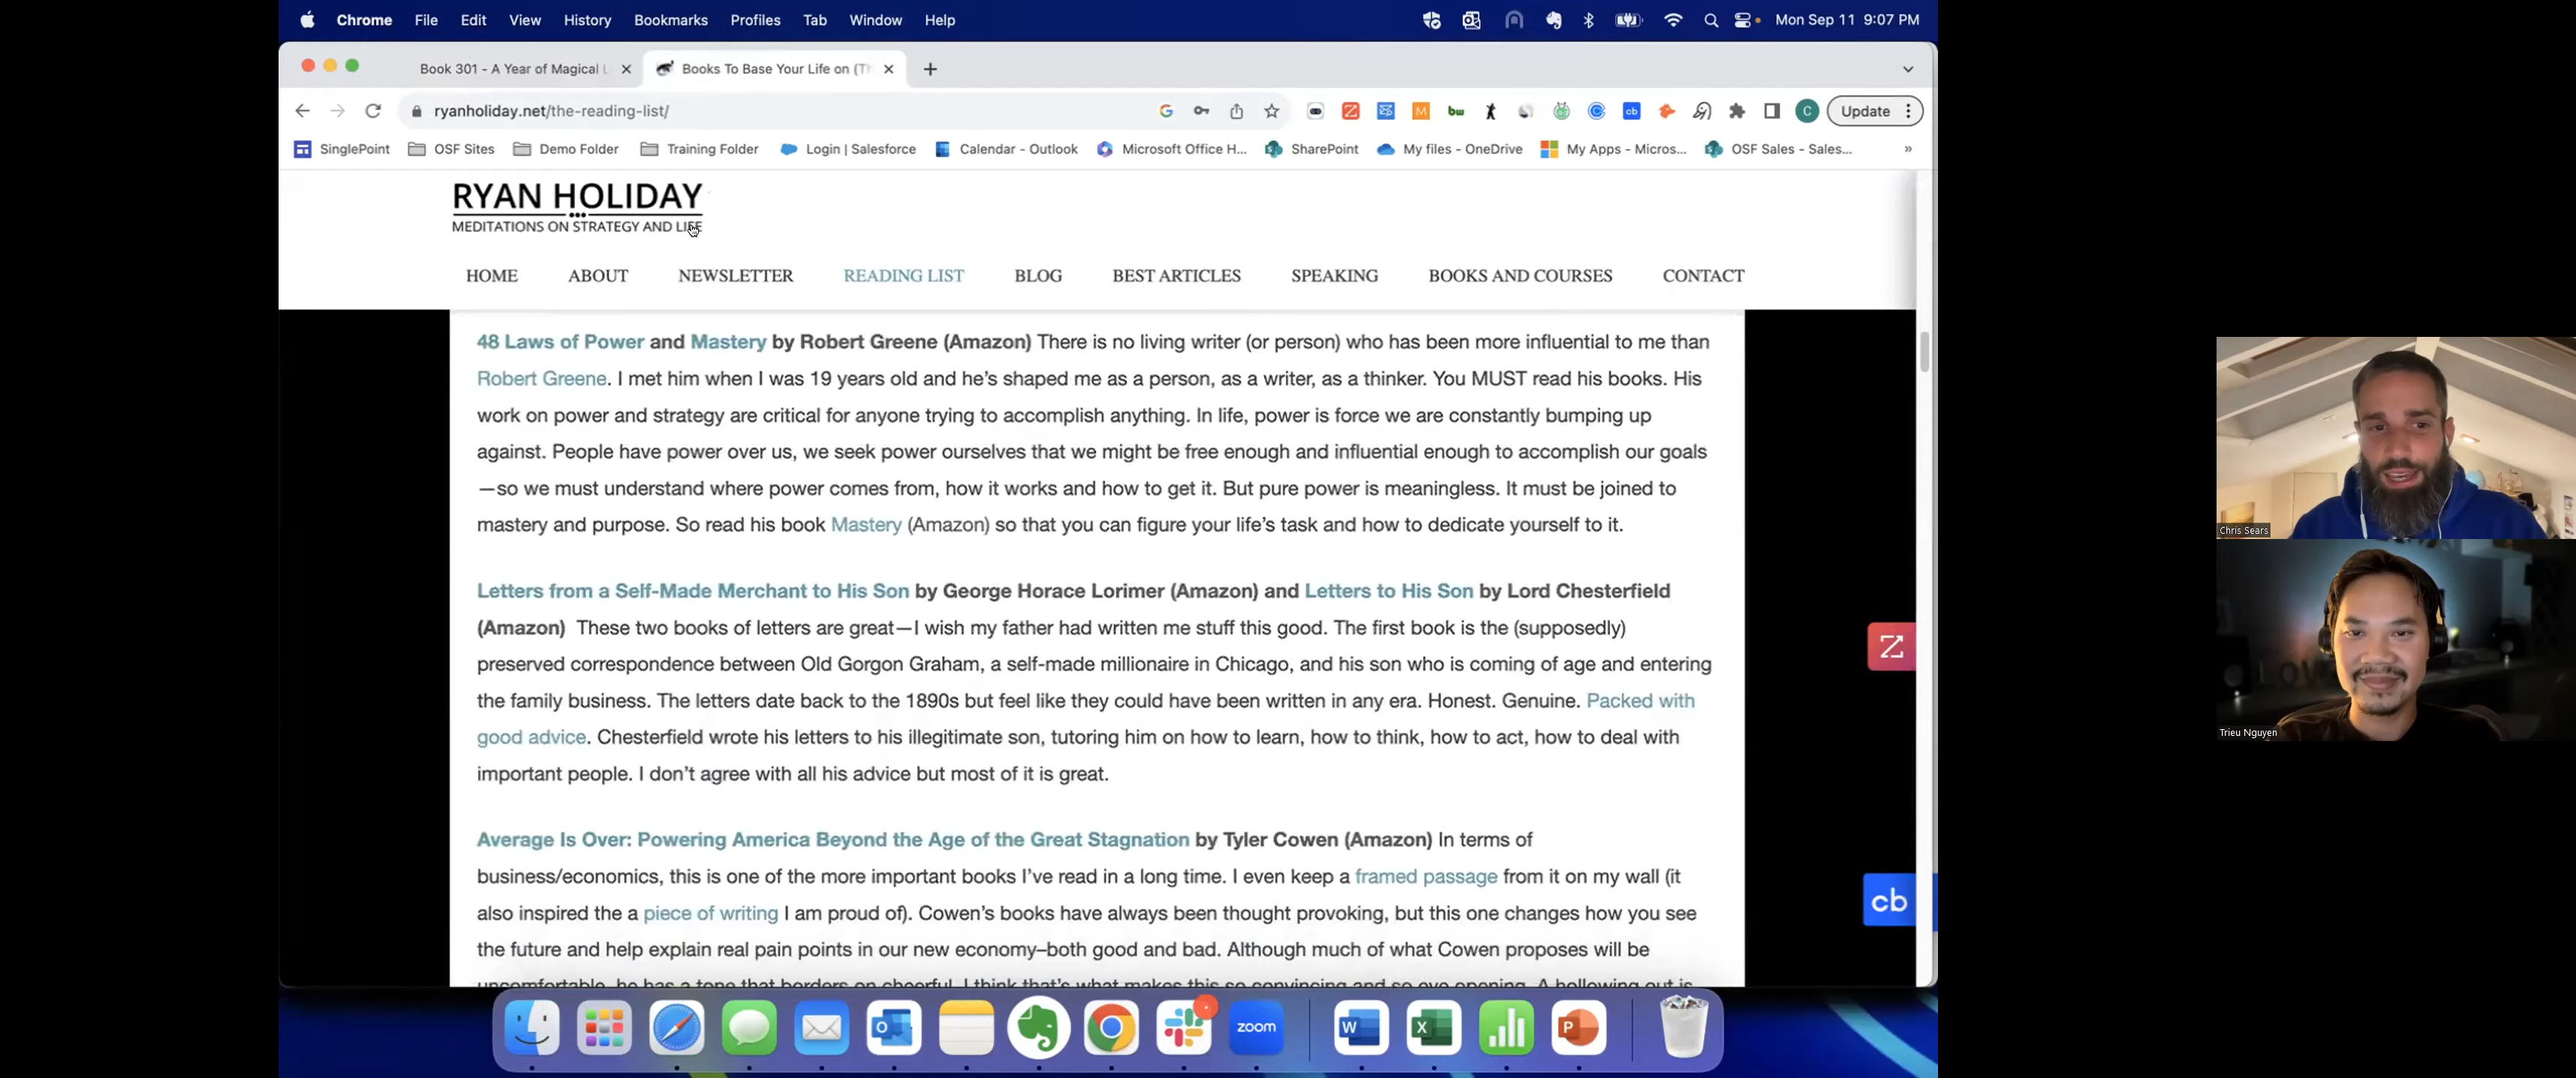 Chrome File Edit View History Bookmarks Profiles Tab Window Help Mon Sep 11 9:07 PM
Book 301 - A Year of Magical L Books To Base Your Life on (Th
ryanholiday.net/the-reading-list/ Update
SinglePoint OSF Sites Demo Folder Training Folder Login | Salesforce Calendar - Outlook Microsoft Office H... SharePoint My files - OneDrive My Apps - Micros... OSF Sales - Sales... »
RYAN HOLIDAY
MEDITATIONS ON STRATEGY AND LIFE
HOME ABOUT NEWSLETTER READING LIST BLOG BEST ARTICLES SPEAKING BOOKS AND COURSES CONTACT
48 Laws of Power and Mastery by Robert Greene (Amazon) There is no living writer (or person) who has been more influential to me than
Robert Greene. I met him when I was 19 years old and he's shaped me as a person, as a writer, as a thinker. You MUST read his books. His
work on power and strategy are critical for anyone trying to accomplish anything. In life, power is force we are constantly bumping up
against. People have power over us, we seek power ourselves that we might be free enough and influential enough to accomplish our goals
—so we must understand where power comes from, how it works and how to get it. But pure power is meaningless. It must be joined to
mastery and purpose. So read his book Mastery (Amazon) so that you can figure your life's task and how to dedicate yourself to it.
Letters from a Self-Made Merchant to His Son by George Horace Lorimer (Amazon) and Letters to His Son by Lord Chesterfield
(Amazon) These two books of letters are great—I wish my father had written me stuff this good. The first book is the (supposedly)
preserved correspondence between Old Gorgon Graham, a self-made millionaire in Chicago, and his son who is coming of age and entering
the family business. The letters date back to the 1890s but feel like they could have been written in any era. Honest. Genuine. Packed with
good advice. Chesterfield wrote his letters to his illegitimate son, tutoring him on how to learn, how to think, how to act, how to deal with
important people. I don't agree with all his advice but most of it is great.
Average Is Over: Powering America Beyond the Age of the Great Stagnation by Tyler Cowen (Amazon) In terms of
business/economics, this is one of the more important books I've read in a long time. I even keep a framed passage from it on my wall (it
also inspired the a piece of writing I am proud of). Cowen's books have always been thought provoking, but this one changes how you see
the future and help explain real pain points in our new economy–both good and bad. Although much of what Cowen proposes will be
uncomfortable, he has a tone that borders on cheerful. I think that's what makes this so convincing and so eye opening. A hollowing out is
cb
zoom
Chris Sears
Trieu Nguyen